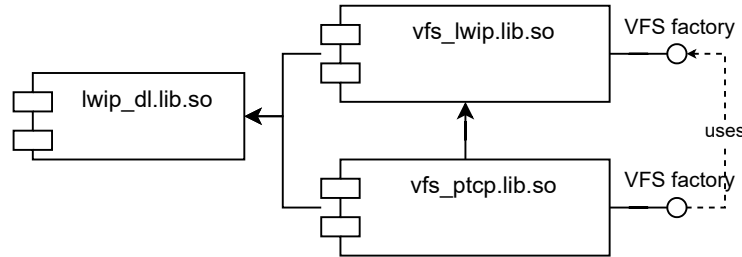 vfs_lwip.lib.so
VFS factory
lwip_dl.lib.so
uses
vfs_ptcp.lib.so
VFS factory